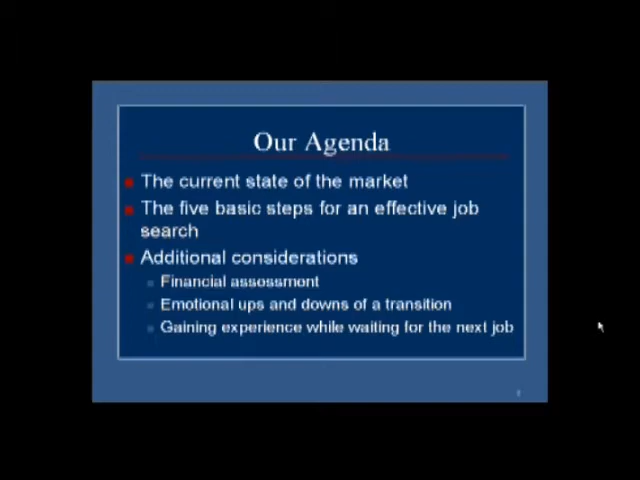 Our Agenda
The current state of the market
The five basic steps for an effective job
search
Additional considerations
Financial assessment
Emotional ups and downs of a transition
Gaining experience while waiting for the next job